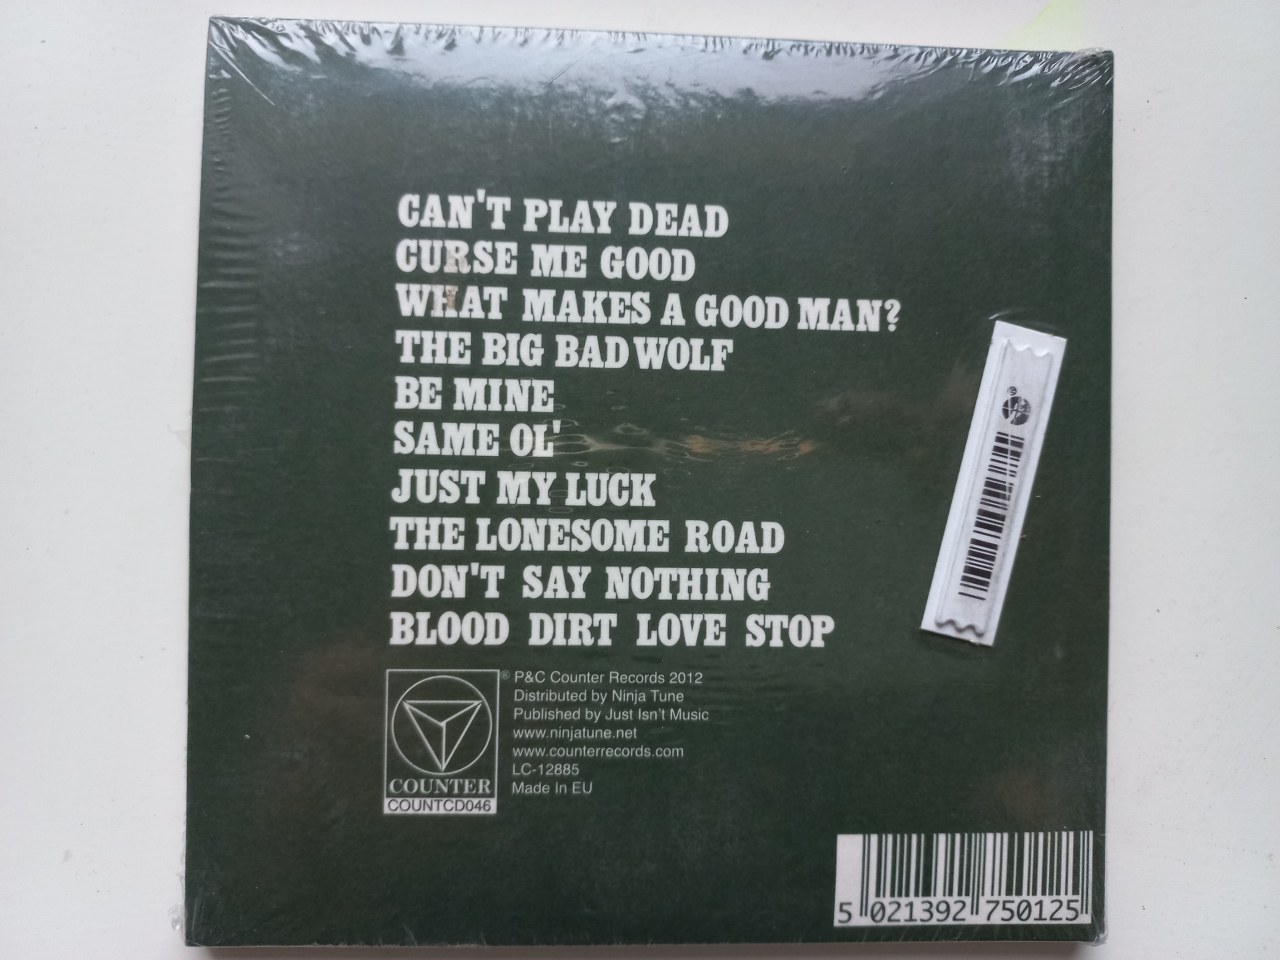 CAN'T PLAY DEAD
CURSE ME GOOD
WHAT MAKES A GOOD MAN?
THE BIG BAD WOLF
BE MINE
SAME OL'
JUST MY LUCK
THE LONESOME ROAD
DON'T SAY NOTHING
BLOOD DIRT LOVE STOP
COUNTER
COUNTCD046
®
P&C Counter Records 2012
Distributed by Ninja Tune
Published by Just Isn't Music
www.ninjatune.net
www.counterrecords.com
LC-12885
Made In EU
5 021392 750125